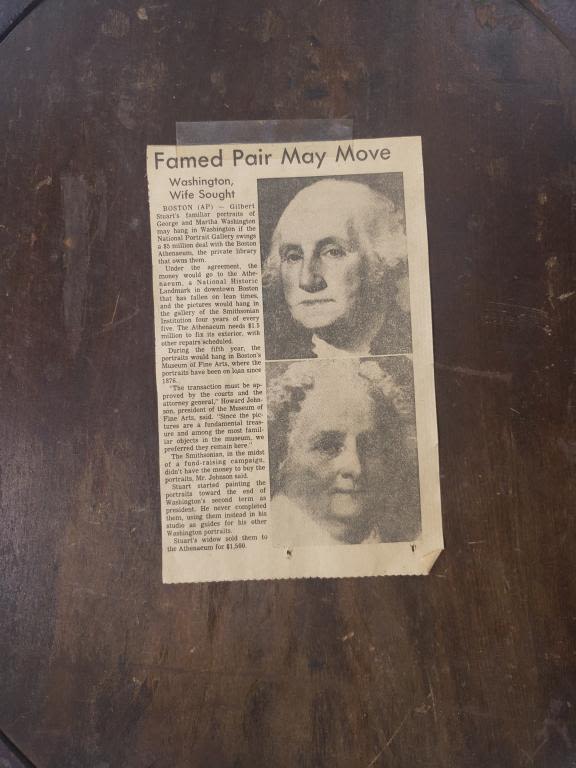 Famed Pair May Move
Washington,
Wife Sought
BOSTON (AP) — Gilbert
Stuart's familiar portraits of
George and Martha Washington
may hang in Washington if the
National Portrait Gallery swings
a $5 million deal with the Boston
Athenaeum, the private library
that owns them.
Under the agreement, the
money would go to the Athe-
naeum, a National Historic
Landmark in downtown Boston
that has fallen on lean times,
and the pictures would hang in
the gallery of the Smithsonian
Institution four years of every
five. The Athenaeum needs $1.5
million to fix its exterior, with
other repairs scheduled.
During the fifth year, the
portraits would hang in Boston's
Museum of Fine Arts, where the
portraits have been on loan since
1876.
"The transaction must be ap-
proved by the courts and the
attorney general," Howard John-
son, president of the Museum of
Fine Arts, said. "Since the pic-
tures are a fundamental treas-
ure and among the most famil-
iar objects in the museum, we
preferred they remain here."
The Smithsonian, in the midst
of a fund-raising campaign,
didn't have the money to buy the
portraits, Mr. Johnson said.
Stuart started painting the
portraits toward the end of
Washington's second term as
president. He never completed
them, using them instead in his
studio as guides for his other
Washington portraits.
Stuart's widow sold them to
the Athenaeum for $1,500.